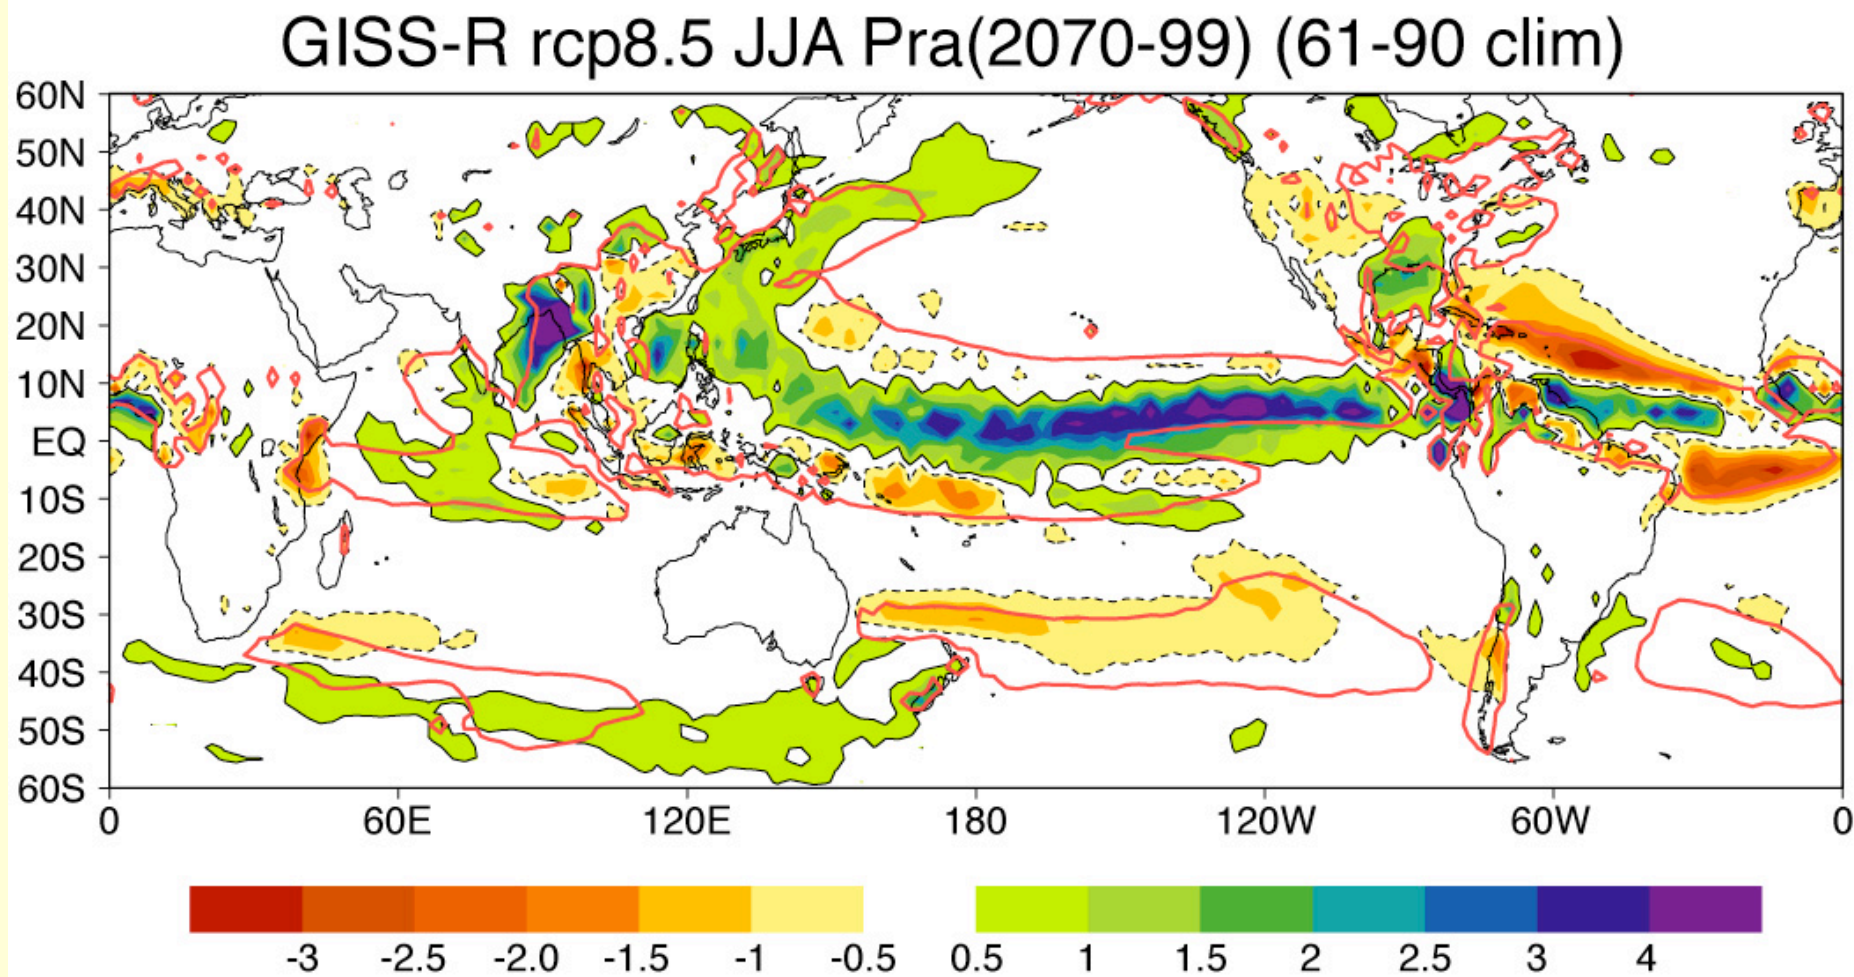 GISS-R rcp8.5 JJA Pra(2070-99) (61-90 clim)
60N
50N
40N
30N
20N
10N
EQ
10S
20S
30S
40S
50S
60S
0 60E 120E 180 120W 60W 0
-3 -2.5 -2.0 -1.5 -1 -0.5 0.5 1 1.5 2 2.5 3 4